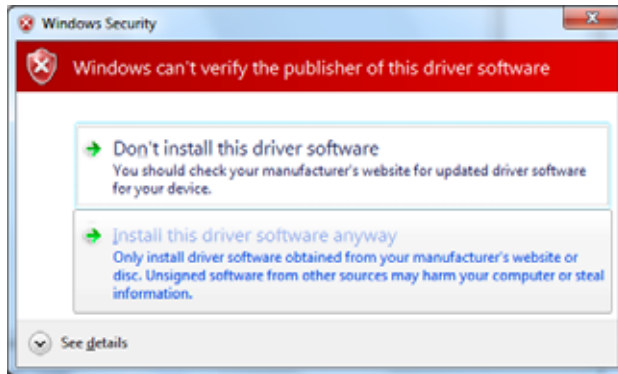 Windows Security
Windows can't verify the publisher of this driver software
Don't install this driver software
You should check your manufacturer's website for updated driver software
for your device.
Install this driver software anyway
Only install driver software obtained from your manufacturer's website or
disc. Unsigned software from other sources may harm your computer or steal
information.
See details